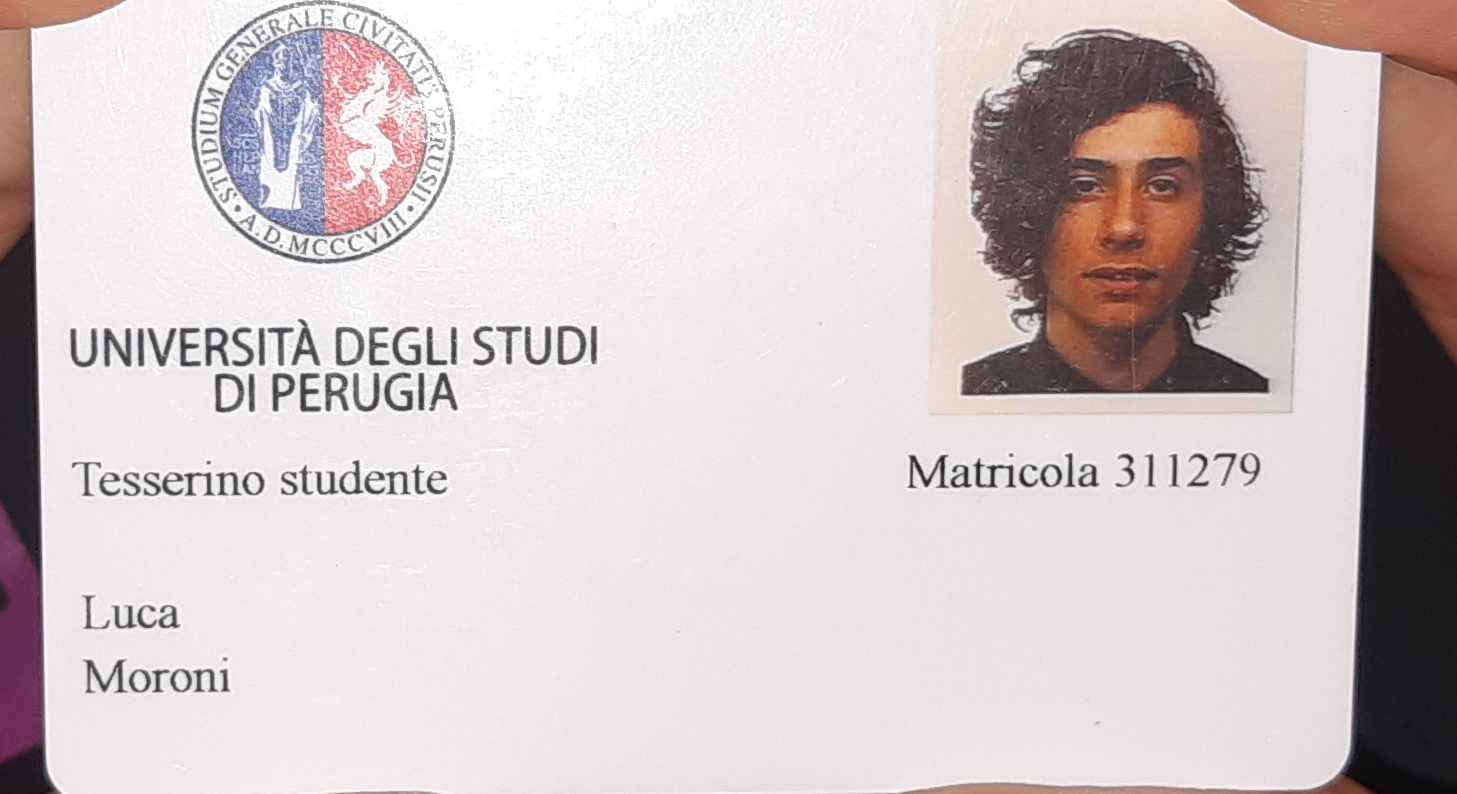 STUDIUM GENERALE CIVITATIS PERUSII
A.D. MCCCVIII
UNIVERSITÀ DEGLI STUDI
DI PERUGIA
Tesserino studente
Matricola 311279
Luca
Moroni